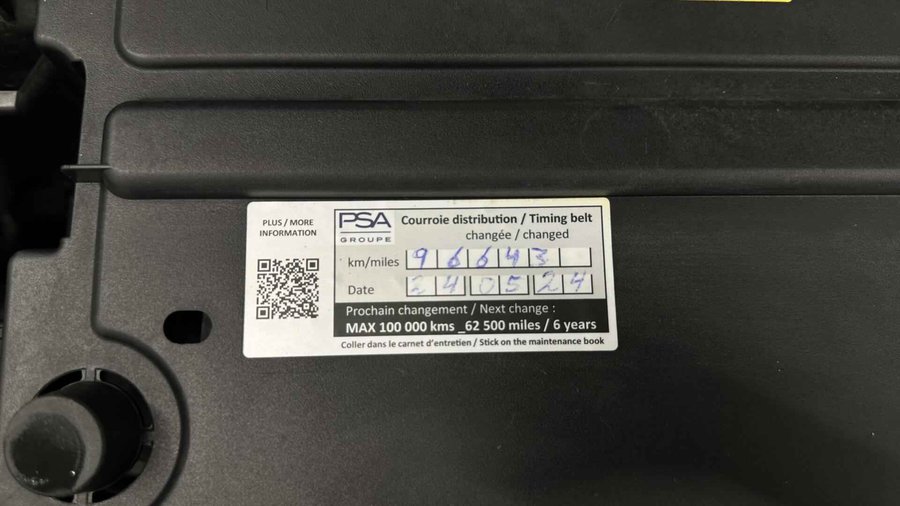 PLUS / MORE
INFORMATION
PSA
GROUPE
Courroie distribution / Timing belt
changée / changed
km/miles 96643
Date 240524
Prochain changement / Next change :
MAX 100 000 kms _62 500 miles / 6 years
Coller dans le carnet d'entretien / Stick on the maintenance book